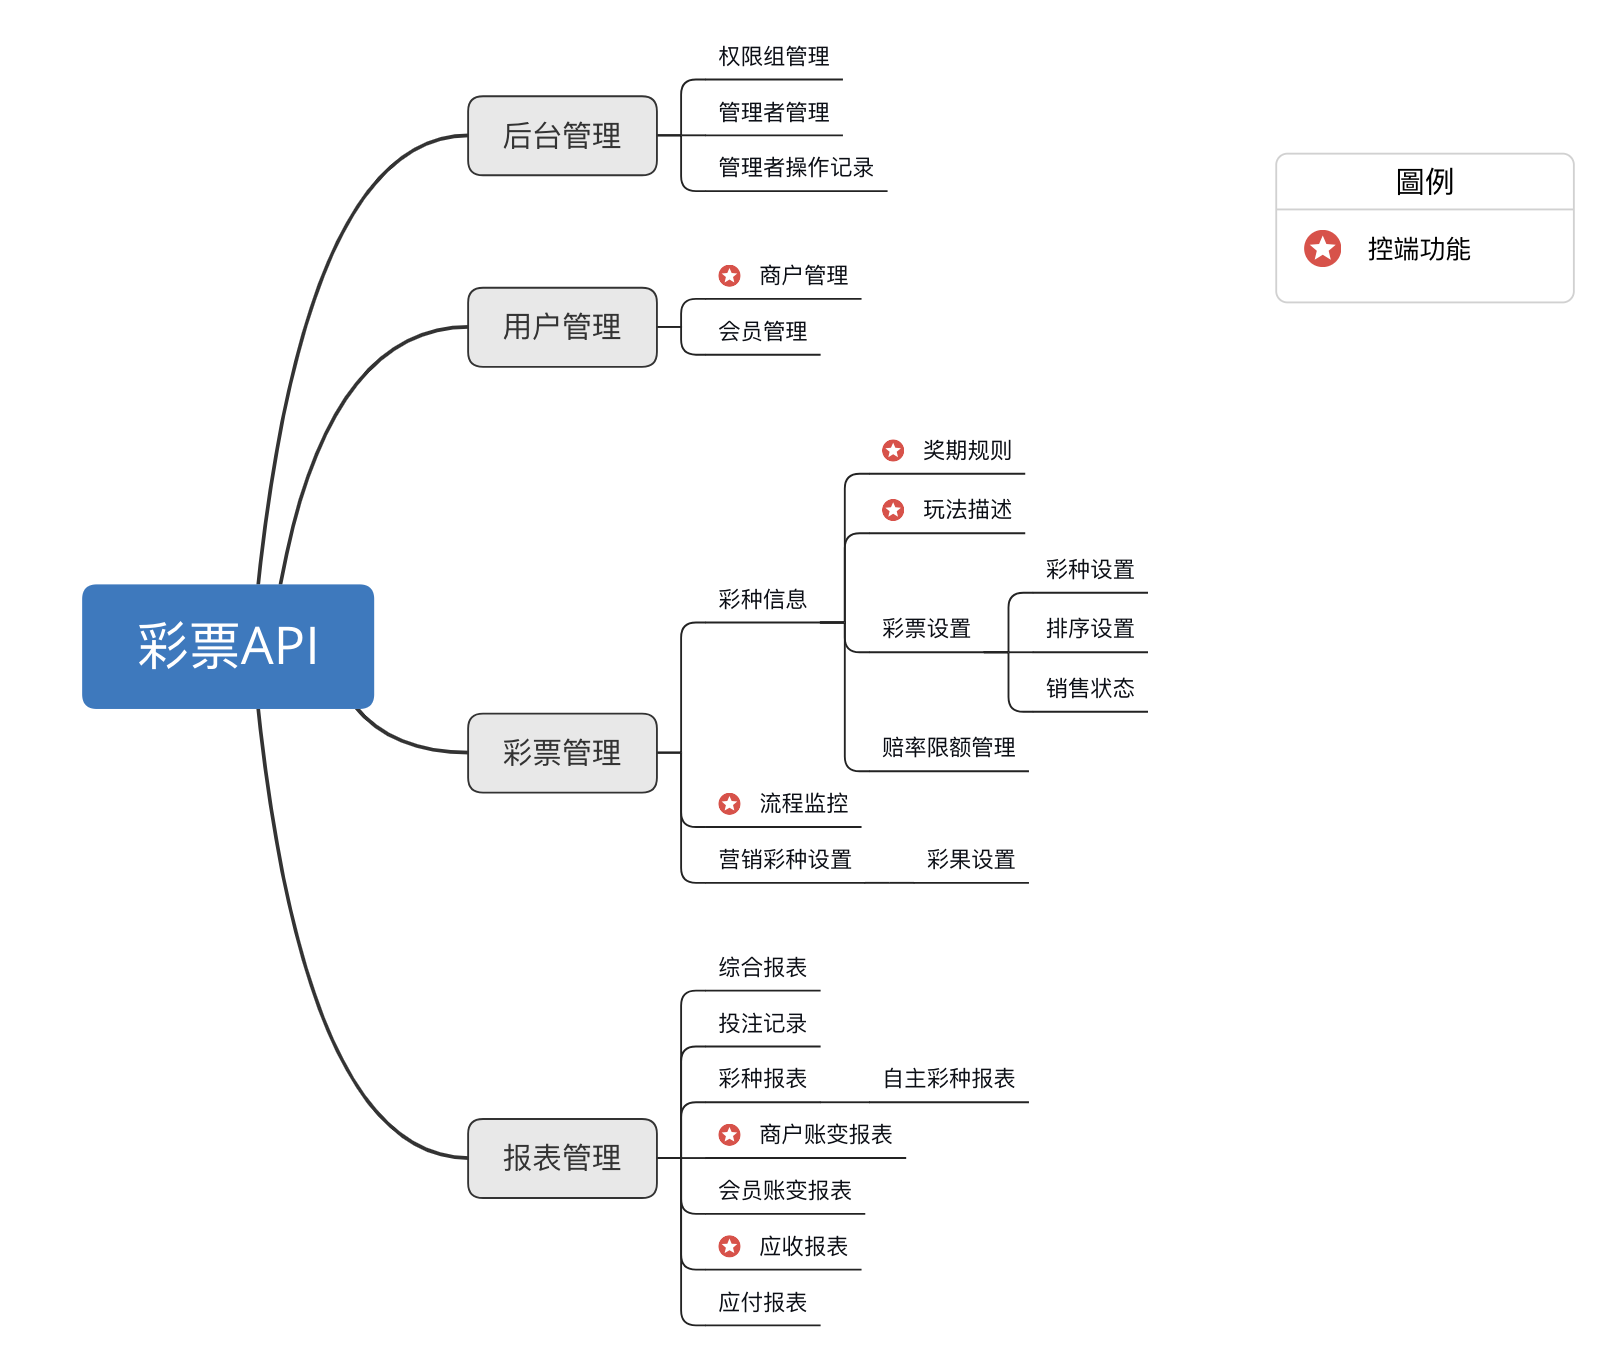 彩票API
后台管理
权限组管理
管理者管理
管理者操作记录
用户管理
商户管理
会员管理
彩票管理
彩种信息
奖期规则
玩法描述
彩票设置
彩种设置
排序设置
销售状态
赔率限额管理
流程监控
营销彩种设置
彩果设置
报表管理
综合报表
投注记录
彩种报表
自主彩种报表
商户账变报表
会员账变报表
应收报表
应付报表
圖例
控端功能